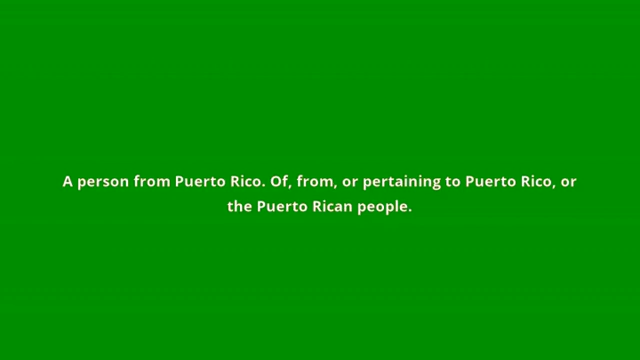 A person from Puerto Rico. Of, from, or pertaining to Puerto Rico, or
the Puerto Rican people.